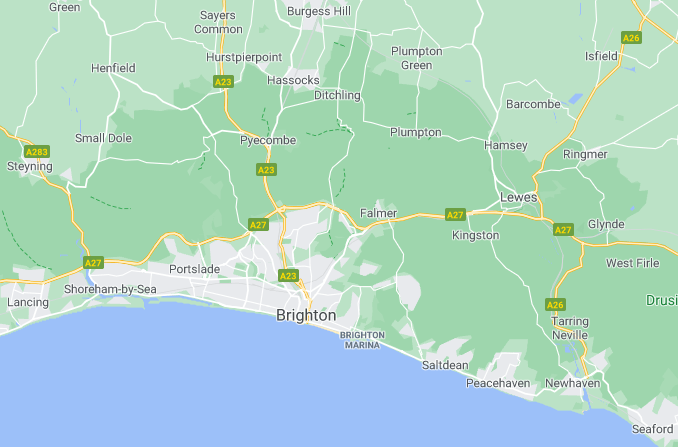 Green
Sayers
Common
Burgess Hill
A26
Isfield
Plumpton
Green
Hurstpierpoint
Henfield
Hassocks
A23
Ditchling
Barcombe
Small Dole
Pyecombe
Plumpton
Hamsey
A283
Steyning
Ringmer
A23
Lewes
Falmer
A27
A27
Glynde
Kingston
A27
A27
West Firle
Portslade
A23
Shoreham-by-Sea
Lancing
Drusi
A26
Brighton
Tarring
Neville
BRIGHTON
MARINA
Saltdean
Peacehaven
Newhaven
Seaford